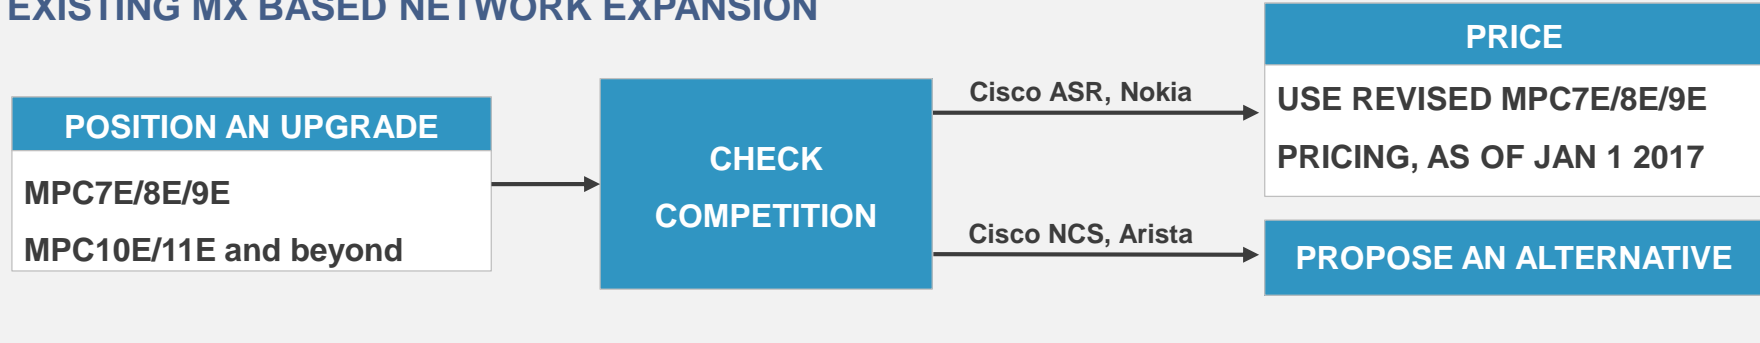 EXISTING MX BASED NETWORK EXPANSION
POSITION AN UPGRADE
MPC7E/8E/9E
MPC10E/11E and beyond
CHECK
COMPETITION
Cisco ASR, Nokia
PRICE
USE REVISED MPC7E/8E/9E
PRICING, AS OF JAN 1 2017
Cisco NCS, Arista
PROPOSE AN ALTERNATIVE